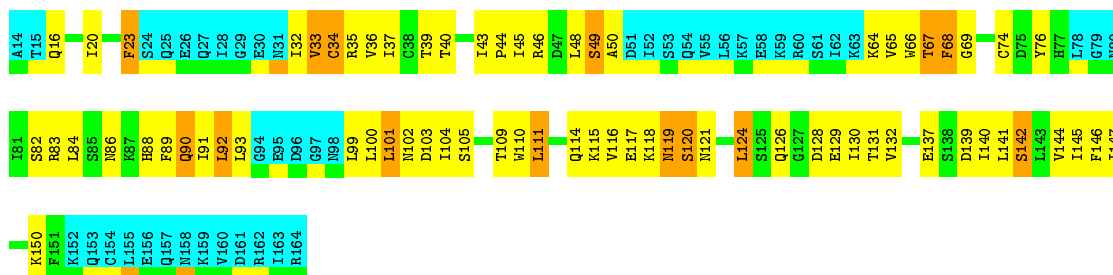 A14 T15 Q16 I20 F23 S24 Q25 E26 Q27 I28 G29 E30 N31 I32 V33 C34 R35 V36 I37 C38 T39 T40 I43 P44 I45 R46 D47 L48 S49 A50 D51 I52 S53 Q54 V55 L56 K57 E58 K59 R60 S61 I62 K63 K64 V65 W66 T67 F68 G69 C74 D75 Y76 H77 L78 G79
I81 S82 R83 L84 S85 N86 K87 H88 F89 Q90 I91 L92 L93 G94 E95 D96 G97 N98 L99 L100 L101 N102 D103 I104 S105 T109 W110 L111 Q114 K115 V116 E117 K118 N119 S120 N121 L124 S125 Q126 G127 D128 E129 I130 T131 V132 E137 S138 D139 I140 L141 S142 L143 V144 I145 F146
K150 F151 K152 Q153 C154 L155 E156 Q157 N158 K159 V160 D161 R162 I163 R164